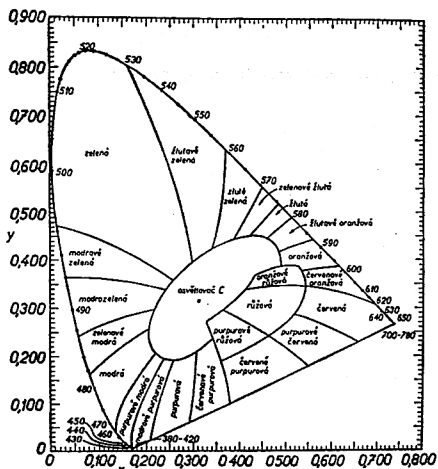 0,900
0,800
0,700
0,600
0,500
y
0,400
0,300
0,200
0,100
0
0
0,100
0,200
0,300
0,400
0,500
0,600
0,700
0,800
520
530
540
550
560
570
580
590
600
610
620
630
640
650
700-780
510
500
490
480
470
460
450
440
430
380-420
zelená
žlutavě
zelená
žlutě
zelená
zelenavě žlutá
žlutá
žlutavě oranžová
oranžová
oranžově
růžová
červenavě
oranžová
modravě
zelená
modrozelená
zelenavě
modrá
modrá
osvětlovač C
růžová
červená
purpurově
růžová
purpurově
červená
červeně
purpurová
purpurově modrá
modravě purpurová
purpurová
červenavě
purpurová